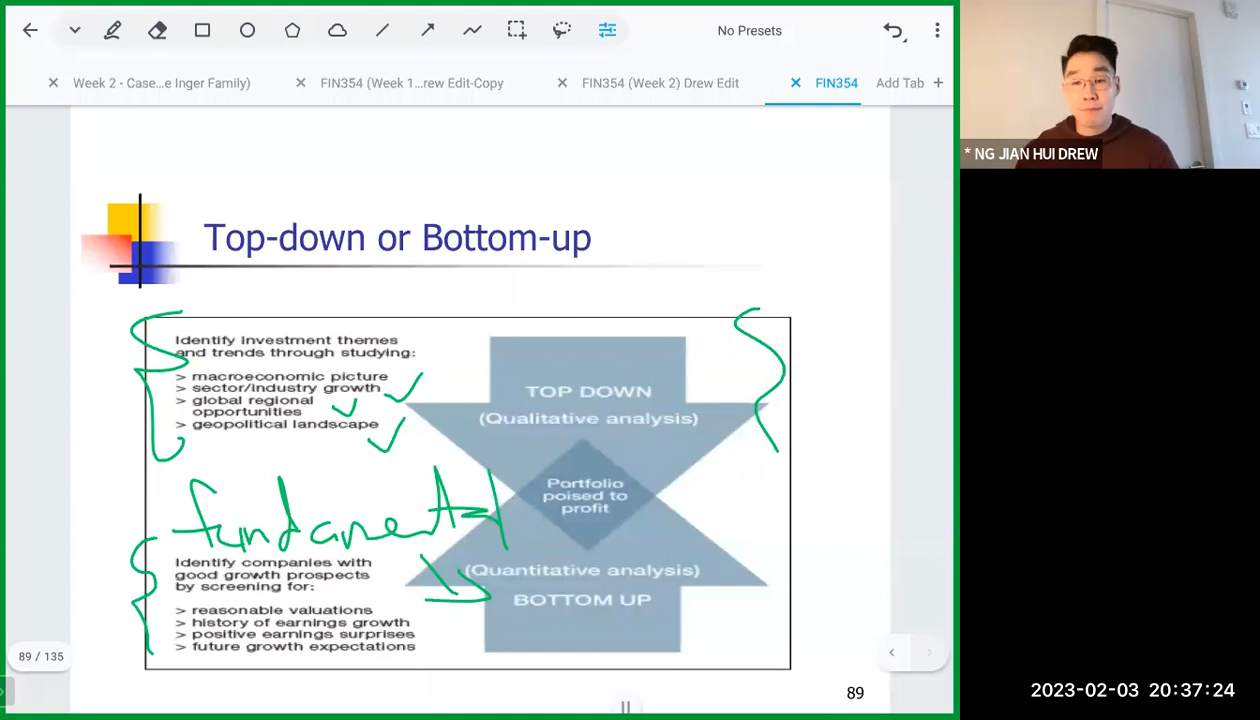 No Presets
Week 2 - Case...e Inger Family)
FIN354 (Week 1...rew Edit-Copy
FIN354 (Week 2) Drew Edit
FIN354
Add Tab
* NG JIAN HUI DREW
Top-down or Bottom-up
Identify investment themes
and trends through studying:
> macroeconomic picture
> sector/industry growth
> global regional
opportunities
> geopolitical landscape
TOP DOWN
(Qualitative analysis)
Portfolio
poised to
profit
fundamental
Identify companies with
good growth prospects
by screening for:
> reasonable valuations
> history of earnings growth
> positive earnings surprises
> future growth expectations
(Quantitative analysis)
BOTTOM UP
89 / 135
89
2023-02-03 20:37:24